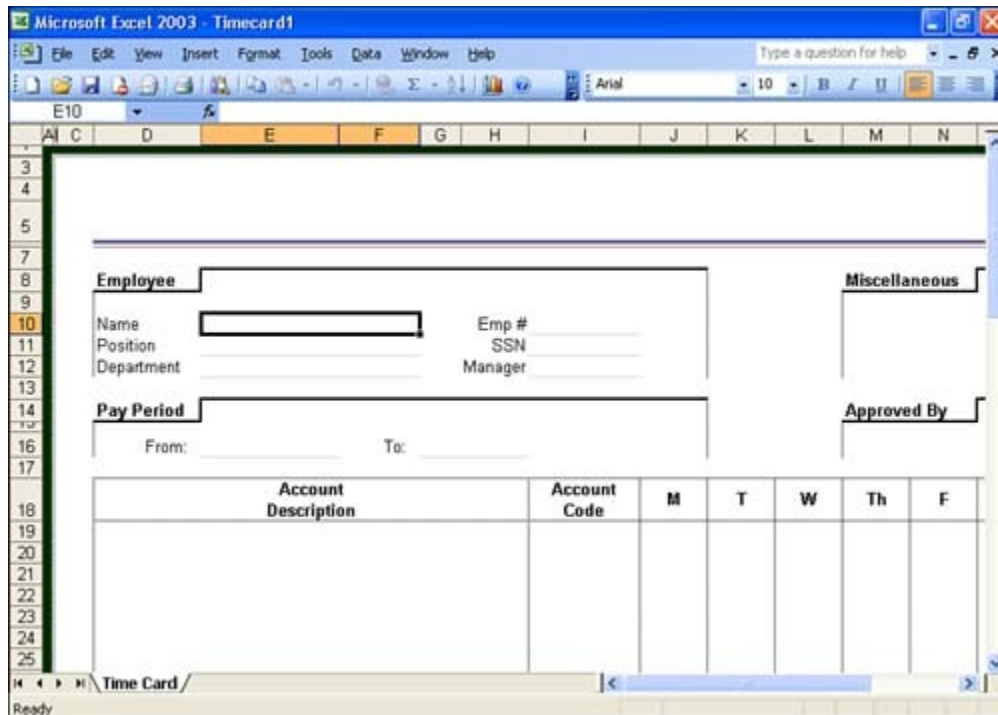 Microsoft Excel 2003 - Timecard1
File Edit View Insert Format Tools Data Window Help Type a question for help
Arial 10 B I U
E10 fx
A C D E F G H I J K L M N
3
4
5
7
8 Employee Miscellaneous
9
10 Name Emp #
11 Position SSN
12 Department Manager
13
14 Pay Period Approved By
16 From: To:
17
Account Account
18 Description Code M T W Th F
19
20
21
22
23
24
25
Time Card
Ready